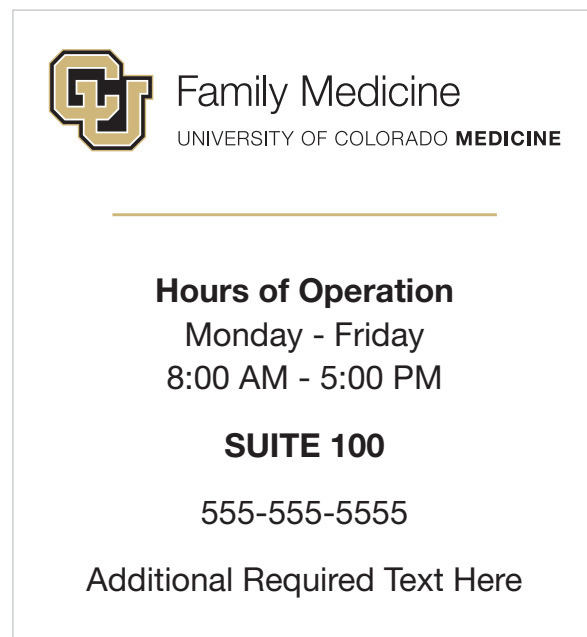 CU
Family Medicine
UNIVERSITY OF COLORADO MEDICINE
Hours of Operation
Monday - Friday
8:00 AM - 5:00 PM
SUITE 100
555-555-5555
Additional Required Text Here